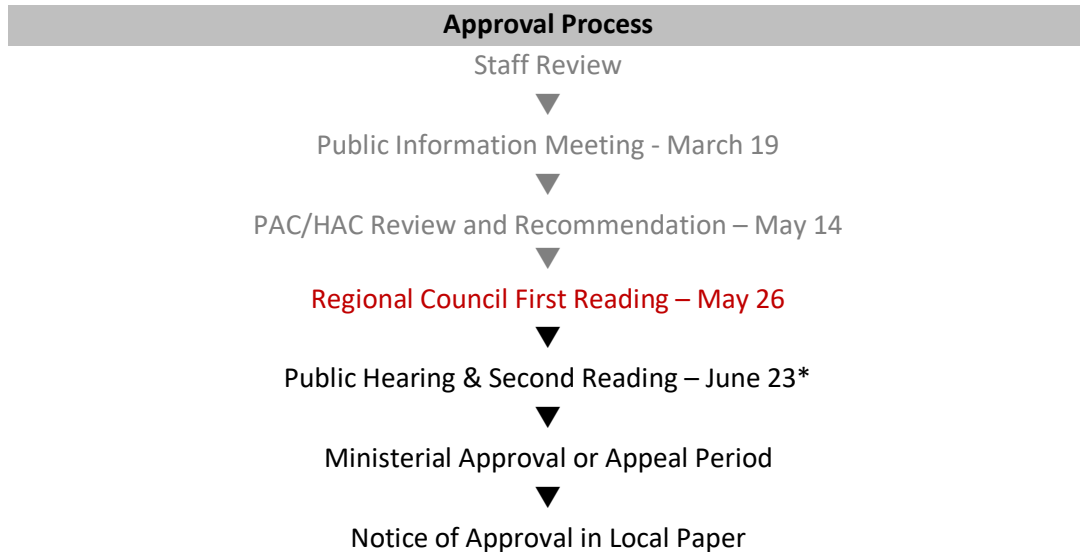 Approval Process
Staff Review
Public Information Meeting - March 19
PAC/HAC Review and Recommendation – May 14
Regional Council First Reading – May 26
Public Hearing & Second Reading – June 23*
Ministerial Approval or Appeal Period
Notice of Approval in Local Paper